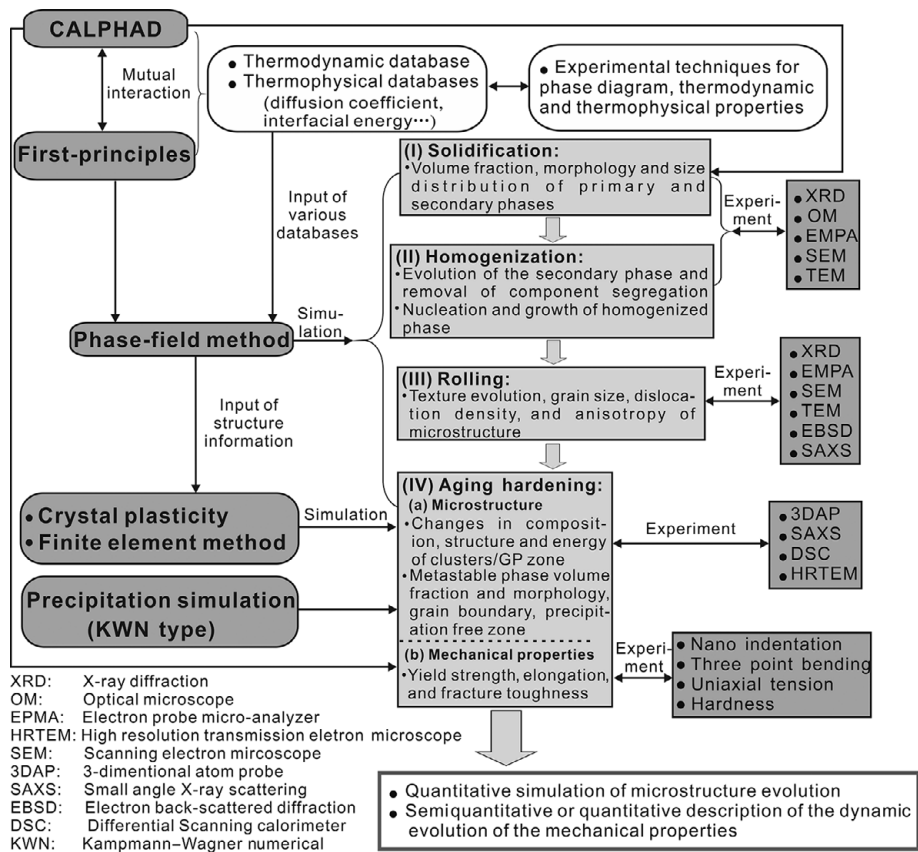 CALPHAD
Mutual
interaction
First-principles
• Thermodynamic database
• Thermophysical databases
(diffusion coefficient,
interfacial energy···)
• Experimental techniques for
phase diagram, thermodynamic
and thermophysical properties
Input of
various
databases
(I) Solidification:
•Volume fraction, morphology and size
distribution of primary and
secondary phases
Experi-
ment
• XRD
• OM
• EMPA
• SEM
• TEM
(II) Homogenization:
•Evolution of the secondary phase and
removal of component segregation
•Nucleation and growth of homogenized
phase
Phase-field method
Simu-
lation
(III) Rolling:
•Texture evolution, grain size, dislo-
cation density, and anisotropy of
microstructure
Experi-
ment
• XRD
• EMPA
• SEM
• TEM
• EBSD
• SAXS
Input of
structure
information
• Crystal plasticity
• Finite element method
Simulation
Precipitation simulation
(KWN type)
(IV) Aging hardening:
(a) Microstructure
•Changes in composit-
ion, structure and energy
of clusters/GP zone
•Metastable phase volume
fraction and morphology,
grain boundary, precipit-
ation free zone
(b) Mechanical properties
•Yield strength, elongation,
and fracture toughness
Experiment
• 3DAP
• SAXS
• DSC
• HRTEM
Experi-
ment
• Nano indentation
• Three point bending
• Uniaxial tension
• Hardness
XRD: X-ray diffraction
OM: Optical microscope
EPMA: Electron probe micro-analyzer
HRTEM: High resolution transmission eletron microscope
SEM: Scanning electron mircoscope
3DAP: 3-dimentional atom probe
SAXS: Small angle X-ray scattering
EBSD: Electron back-scattered diffraction
DSC: Differential Scanning calorimeter
KWN: Kampmann–Wagner numerical
• Quantitative simulation of microstructure evolution
• Semiquantitative or quantitative description of the dynamic
evolution of the mechanical properties